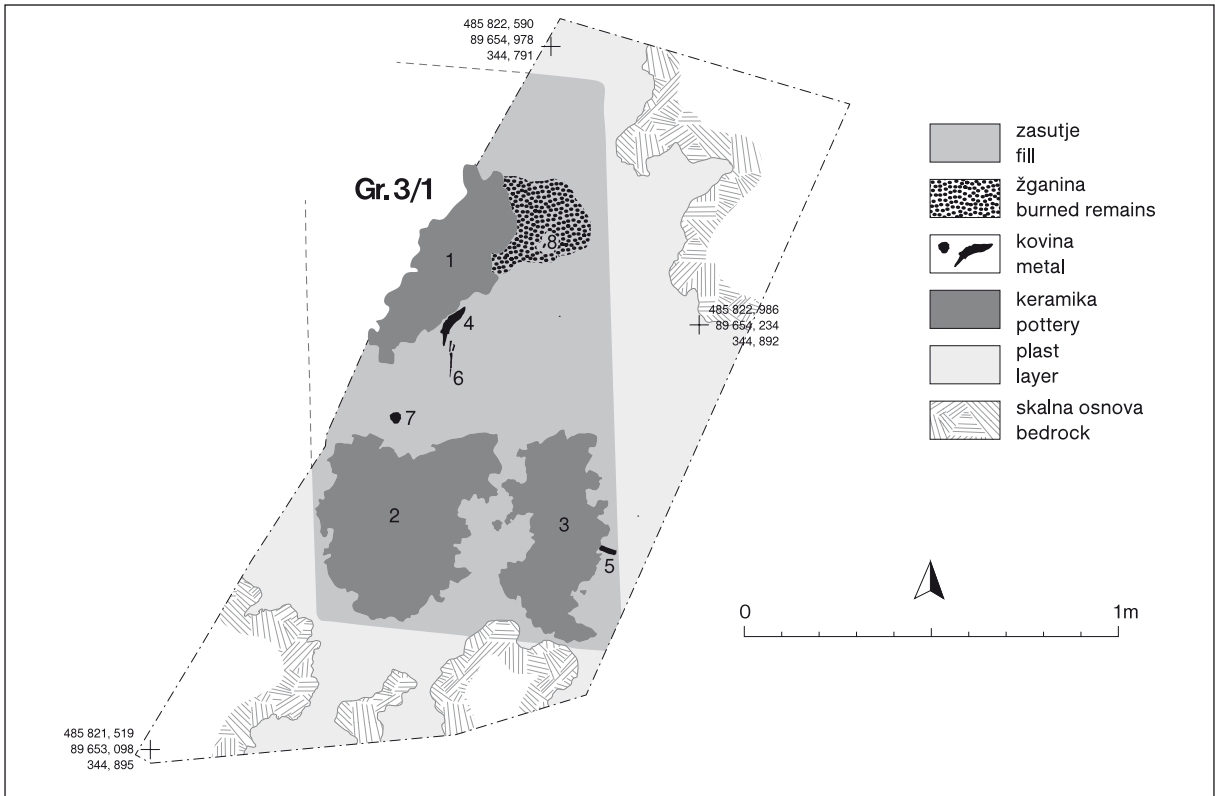 485 822, 590
89 654, 978
344, 791
Gr. 3/1
1
8
4
6
7
2
3
5
485 822, 986
89 654, 234
344, 892
485 821, 519
89 653, 098
344, 895
zasutje
fill
žganina
burned remains
kovina
metal
keramika
pottery
plast
layer
skalna osnova
bedrock
0
1m